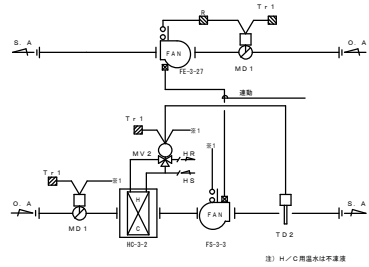 R
Tr1
S. A
O. A
FAN
FE-3-27
MD1
連動
Tr1
※1
※1
MV2
HR
HS
Tr1
※1
O. A
S. A
H
C
FAN
MD1
HC-3-2
FS-3-3
TD2
注) H/C用温水は不凍液